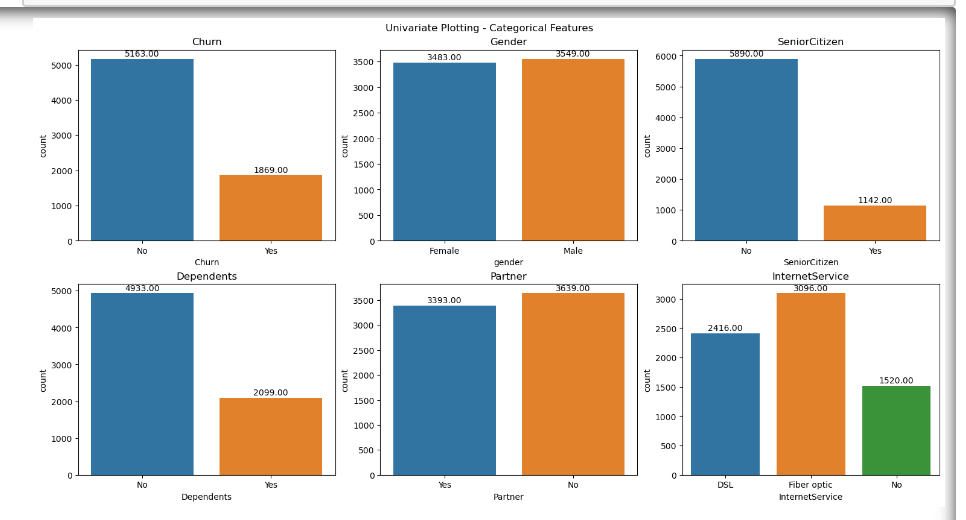 Univariate Plotting - Categorical Features
Churn
5163.00
1869.00
5000
4000
3000
2000
1000
0
count
No Yes
Churn
Gender
3483.00
3549.00
3500
3000
2500
2000
1500
1000
500
0
count
Female Male
gender
SeniorCitizen
5890.00
1142.00
6000
5000
4000
3000
2000
1000
0
count
No Yes
SeniorCitizen
Dependents
4933.00
2099.00
5000
4000
3000
2000
1000
0
count
No Yes
Dependents
Partner
3393.00
3639.00
3500
3000
2500
2000
1500
1000
500
0
count
Yes No
Partner
InternetService
2416.00
3096.00
1520.00
3000
2500
2000
1500
1000
500
0
count
DSL Fiber optic No
InternetService